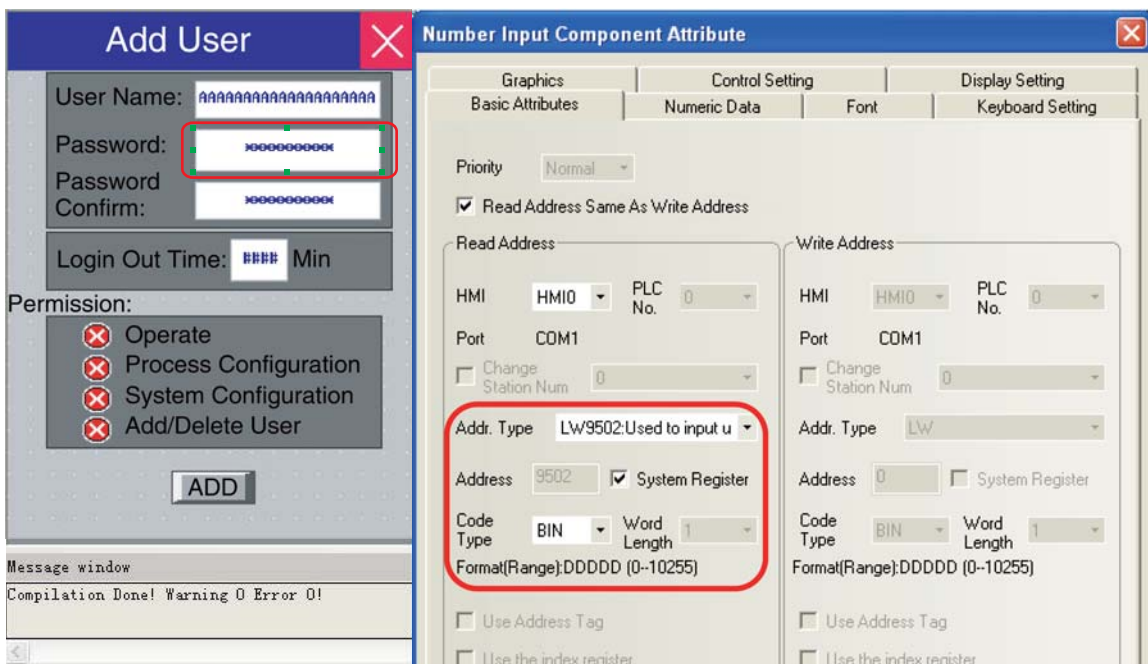 Add User
User Name: AAAAAAAAAAAAAAAAAAAA
Password:
Password
Confirm:
Login Out Time: #### Min
Permission:
Operate
Process Configuration
System Configuration
Add/Delete User
ADD
Message window
Compilation Done! Warning 0 Error 0!
Number Input Component Attribute
Graphics Control Setting Display Setting
Basic Attributes Numeric Data Font Keyboard Setting
Priority Normal
Read Address Same As Write Address
Read Address
HMI HMI0 PLC No. 0
Port COM1
Change Station Num 0
Addr. Type LW9502:Used to input u
Address 9502 System Register
Code Type BIN Word Length 1
Format(Range):DDDDD (0--10255)
Use Address Tag
Use the index register
Write Address
HMI HMI0 PLC No. 0
Port COM1
Change Station Num 0
Addr. Type LW
Address 0 System Register
Code Type BIN Word Length 1
Format(Range):DDDDD (0--10255)
Use Address Tag
Use the index register